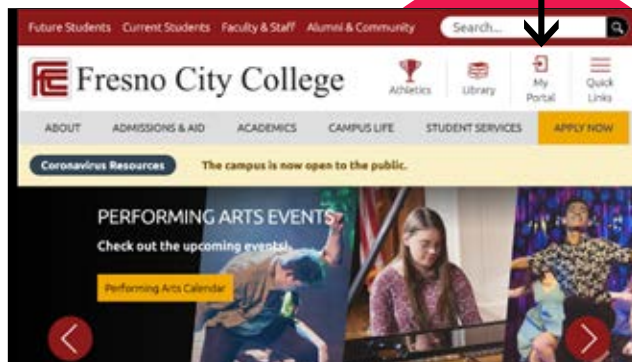 Future Students Current Students Faculty & Staff Alumni & Community Search...
Fresno City College
Athletics Library My Portal Quick Links
ABOUT ADMISSIONS & AID ACADEMICS CAMPUS LIFE STUDENT SERVICES APPLY NOW
Coronavirus Resources The campus is now open to the public.
PERFORMING ARTS EVENTS
Check out the upcoming events!
Performing Arts Calendar